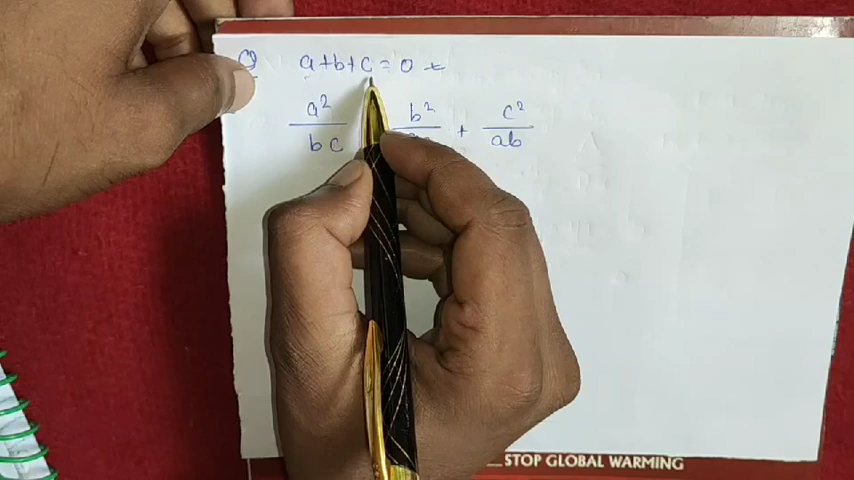 Q a+b+c = 0
a²/bc b²/ + c²/ab
STOP GLOBAL WARMING